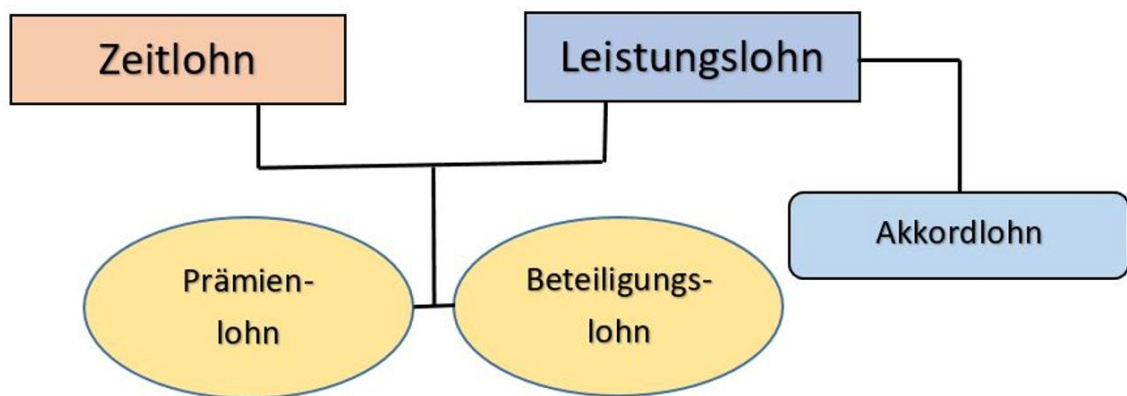 Zeitlohn
Leistungslohn
Akkordlohn
Prämien-
lohn
Beteiligungs-
lohn